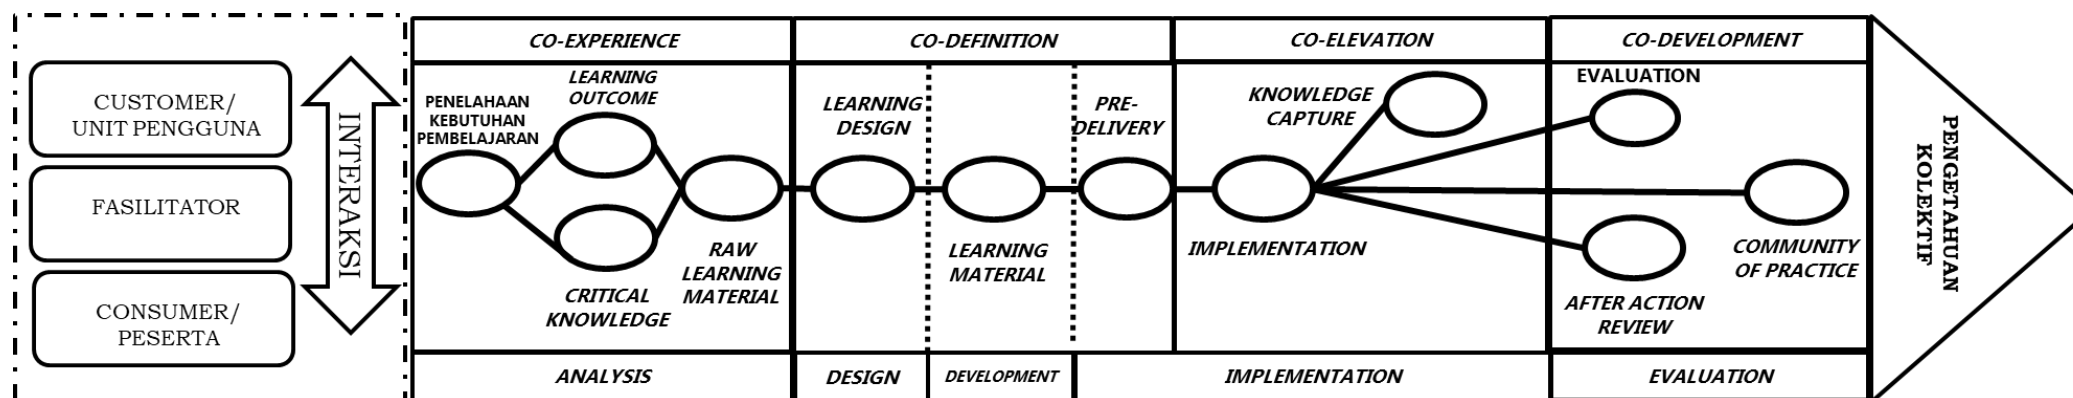 CUSTOMER/
UNIT PENGGUNA
FASILITATOR
CONSUMER/
PESERTA
INTERAKSI
CO-EXPERIENCE
PENELAHAAN
KEBUTUHAN
PEMBELAJARAN
LEARNING
OUTCOME
CRITICAL
KNOWLEDGE
RAW
LEARNING
MATERIAL
ANALYSIS
CO-DEFINITION
LEARNING
DESIGN
LEARNING
MATERIAL
PRE-
DELIVERY
DESIGN
DEVELOPMENT
CO-ELEVATION
KNOWLEDGE
CAPTURE
IMPLEMENTATION
IMPLEMENTATION
CO-DEVELOPMENT
EVALUATION
COMMUNITY
OF PRACTICE
AFTER ACTION
REVIEW
EVALUATION
PENGETAHUAN
KOLEKTIF